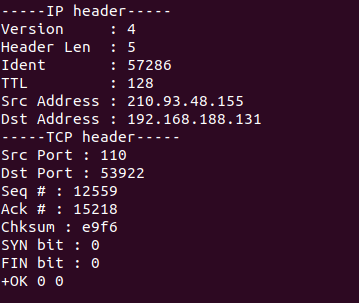 -----IP header-----
Version     : 4
Header Len  : 5
Ident       : 57286
TTL         : 128
Src Address : 210.93.48.155
Dst Address : 192.168.188.131
-----TCP header-----
Src Port : 110
Dst Port : 53922
Seq # : 12559
Ack # : 15218
Chksum : e9f6
SYN bit : 0
FIN bit : 0
+OK 0 0